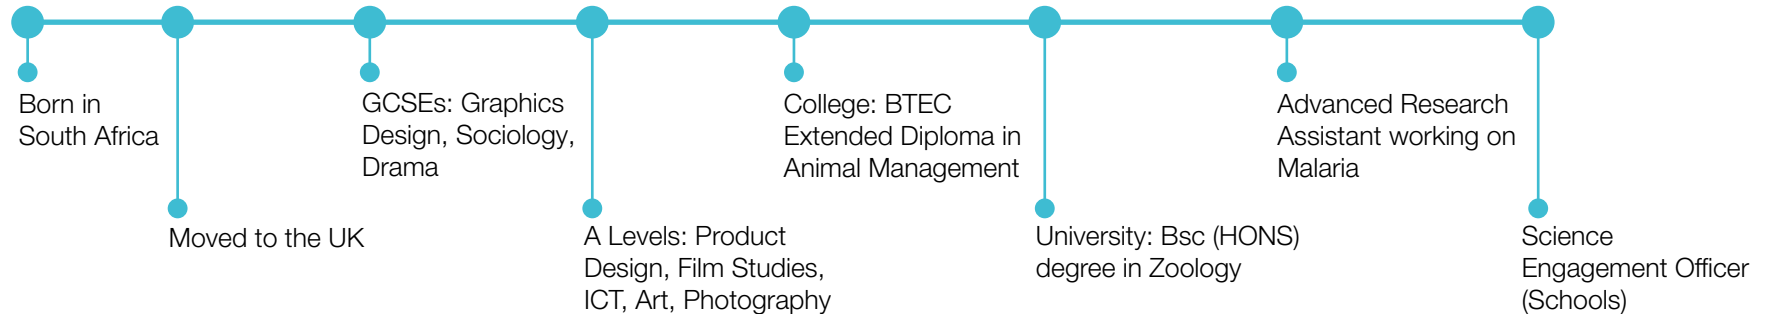 Born in
South Africa
Moved to the UK
GCSEs: Graphics
Design, Sociology,
Drama
A Levels: Product
Design, Film Studies,
ICT, Art, Photography
College: BTEC
Extended Diploma in
Animal Management
University: Bsc (HONS)
degree in Zoology
Advanced Research
Assistant working on
Malaria
Science
Engagement Officer
(Schools)